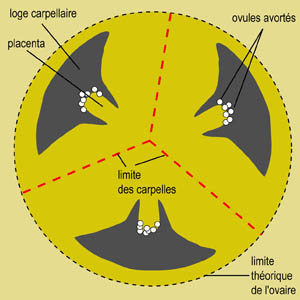 loge carpellaire
ovules avortés
placenta
limite
des carpelles
limite
théorique
de l'ovaire